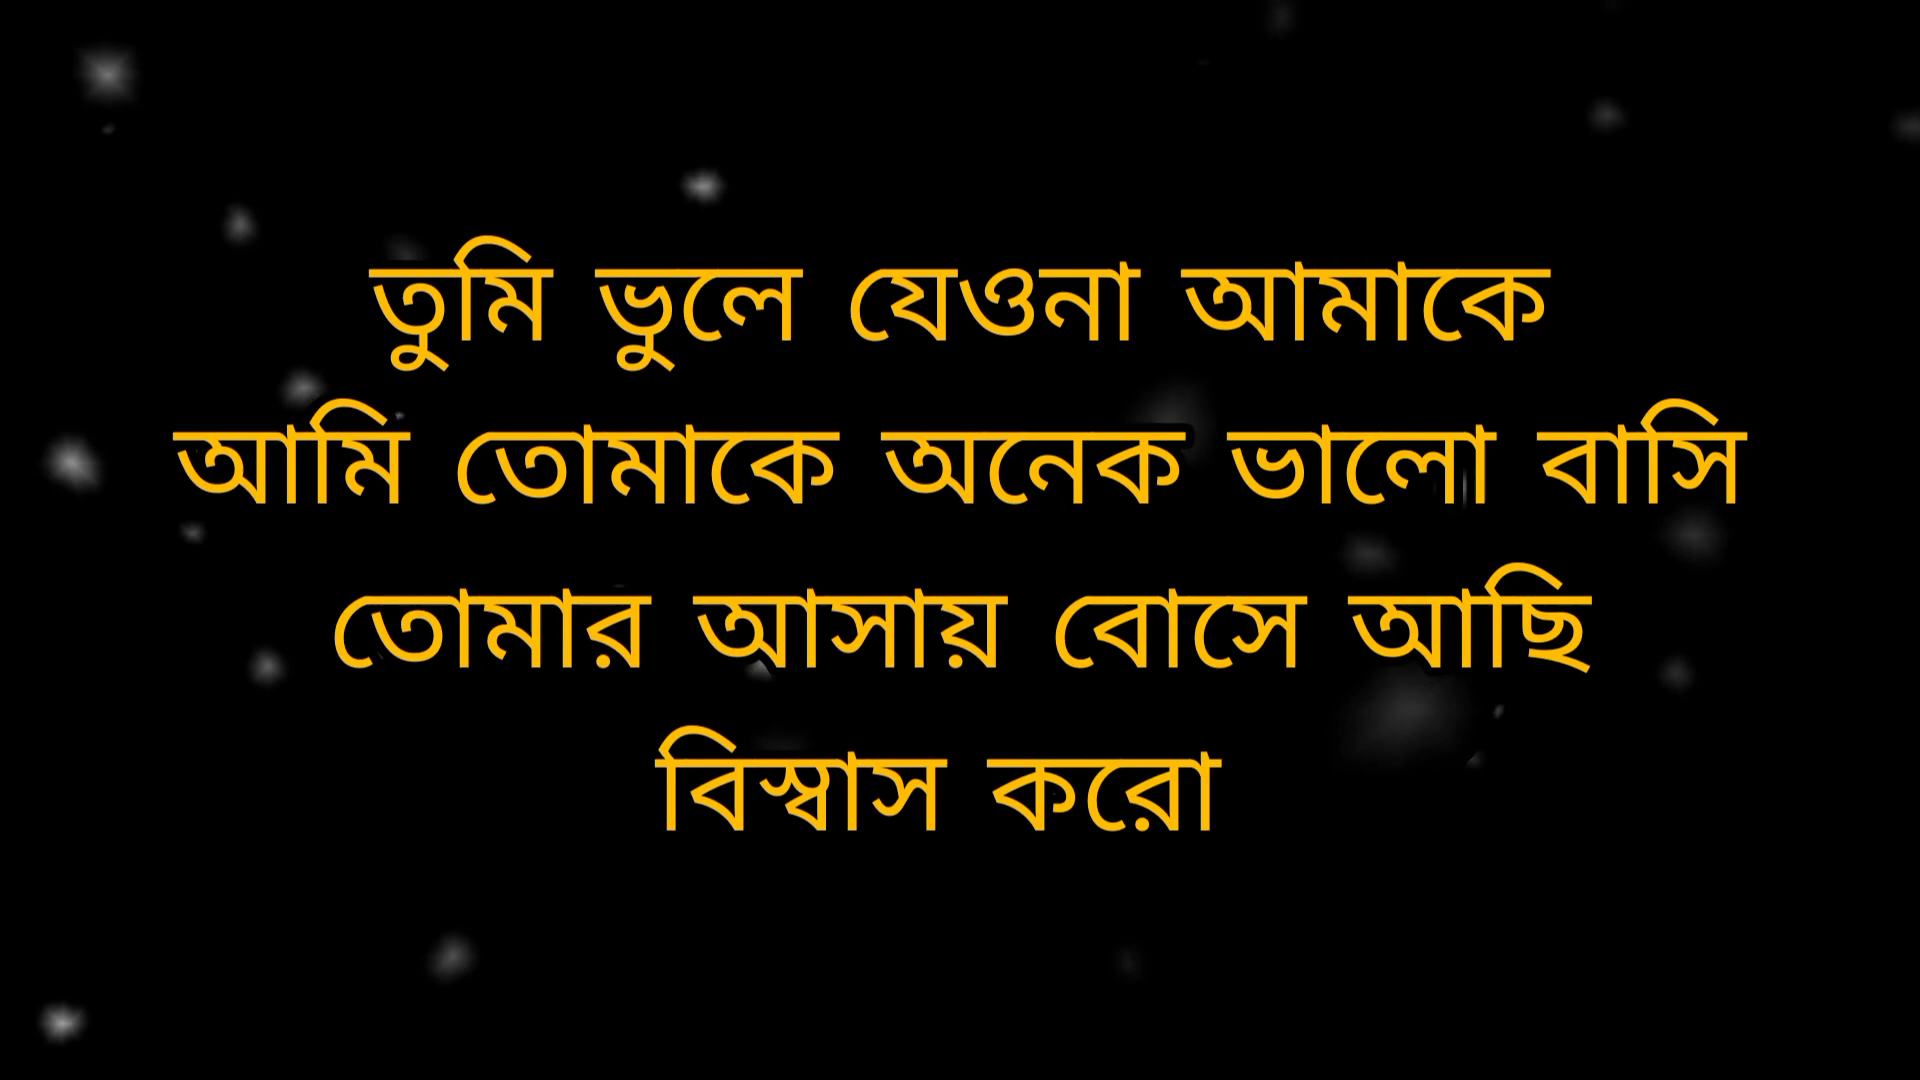 তুমি ভুলে যেওনা আমাকে
আমি তোমাকে অনেক ভালো বাসি
তোমার আসায় বোসে আছি
বিস্বাস করো